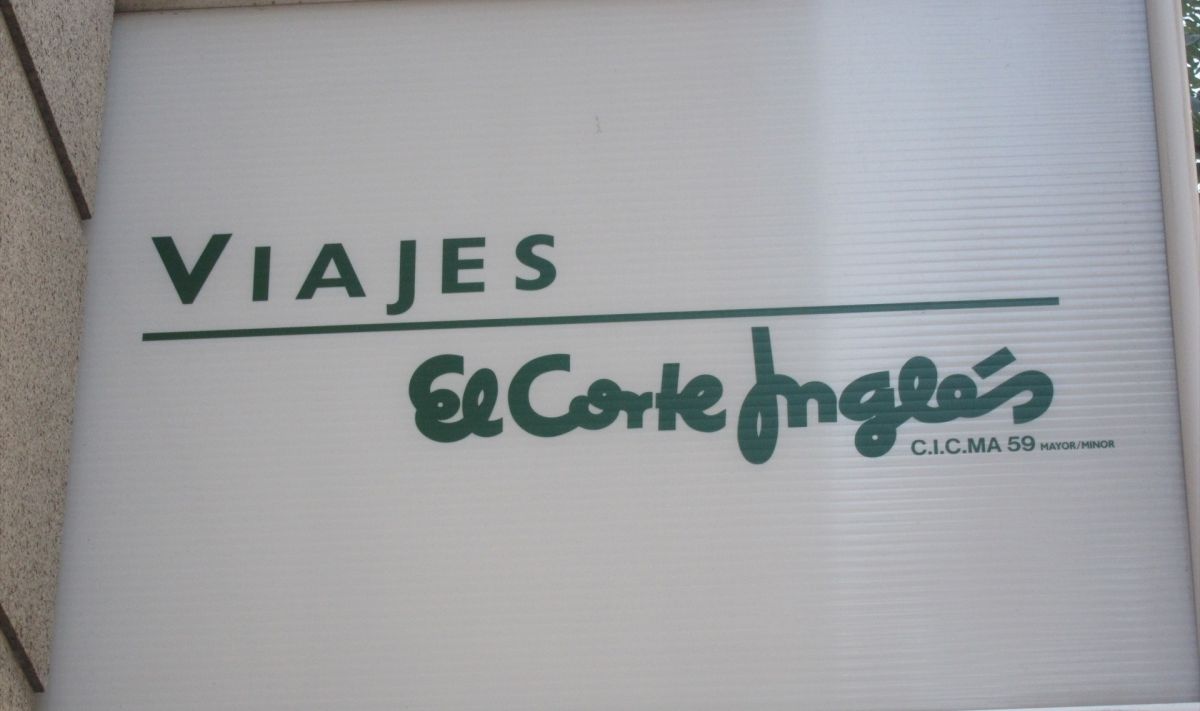 VIAJES
El Corte Inglés
C.I.C.MA 59 MAYOR/MINOR